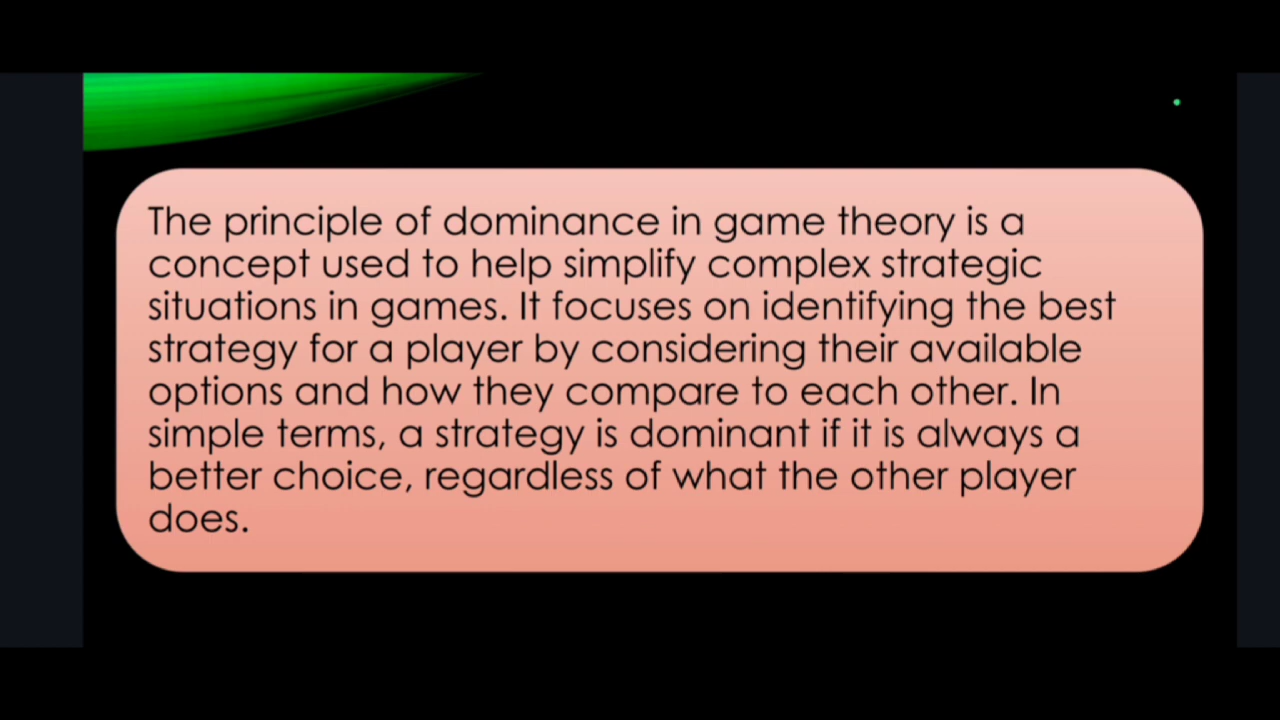 The principle of dominance in game theory is a
concept used to help simplify complex strategic
situations in games. It focuses on identifying the best
strategy for a player by considering their available
options and how they compare to each other. In
simple terms, a strategy is dominant if it is always a
better choice, regardless of what the other player
does.